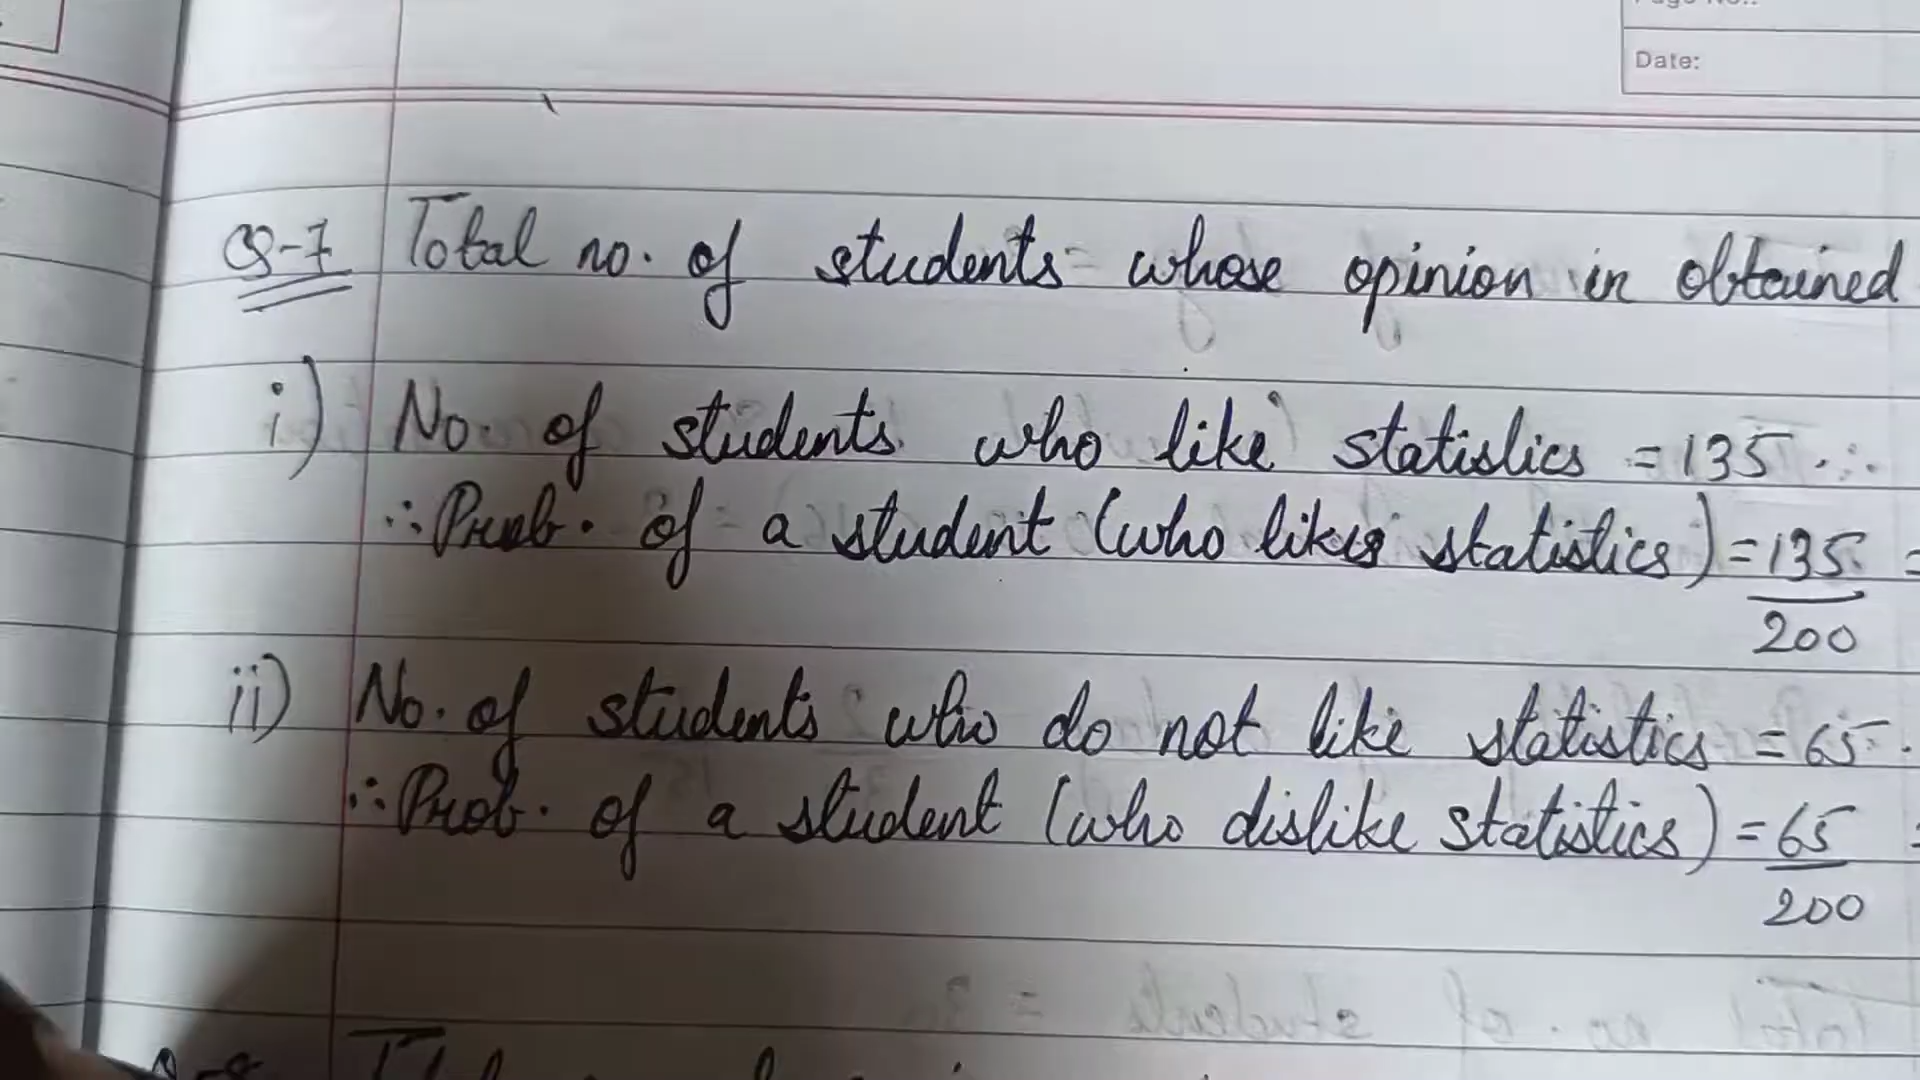 Date:
Q-7 Total no. of students whose opinion in obtained
i) No. of students who like statistics = 135 ∴
∴ Prob. of a student (who likes statistics) = 135 =
200
ii) No. of students who do not like statistics = 65.
∴ Prob. of a student (who dislike statistics) = 65 =
200